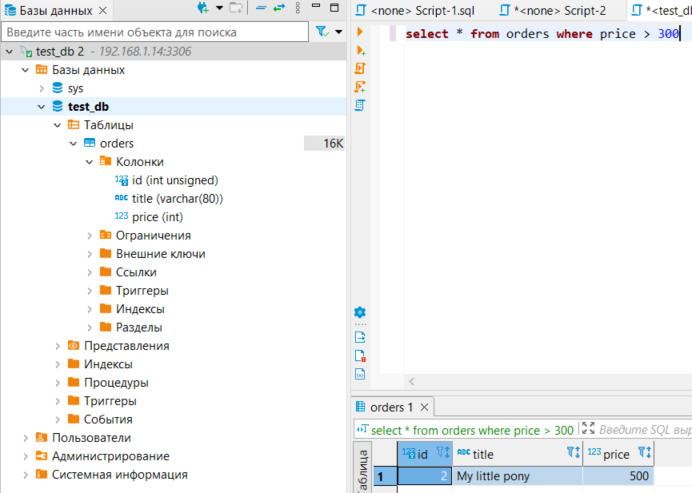 Базы данных
<none> Script-1.sql
*<none> Script-2
*<test_db
Введите часть имени объекта для поиска
test_db 2 - 192.168.1.14:3306
Базы данных
sys
test_db
Таблицы
orders 16K
Колонки
123 id (int unsigned)
ABC title (varchar(80))
123 price (int)
Ограничения
Внешние ключи
Ссылки
Триггеры
Индексы
Разделы
Представления
Индексы
Процедуры
Триггеры
События
Пользователи
Администрирование
Системная информация
select * from orders where price > 300
orders 1
select * from orders where price > 300 Введите SQL выр
Таблица
123 id ABC title 123 price
1 2 My little pony 500